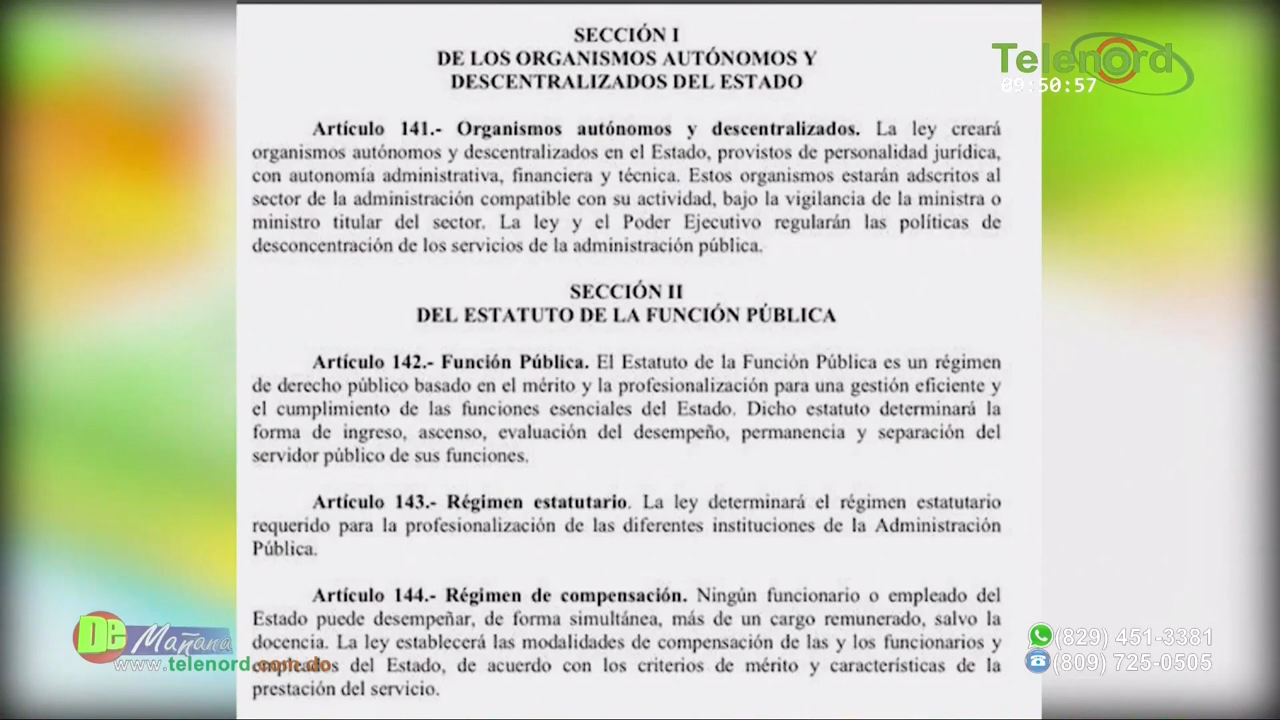 SECCIÓN I
DE LOS ORGANISMOS AUTÓNOMOS Y
DESCENTRALIZADOS DEL ESTADO
Telenord
09:50:57
Artículo 141.- Organismos autónomos y descentralizados. La ley creará
organismos autónomos y descentralizados en el Estado, provistos de personalidad jurídica,
con autonomía administrativa, financiera y técnica. Estos organismos estarán adscritos al
sector de la administración compatible con su actividad, bajo la vigilancia de la ministra o
ministro titular del sector. La ley y el Poder Ejecutivo regularán las políticas de
desconcentración de los servicios de la administración pública.
SECCIÓN II
DEL ESTATUTO DE LA FUNCIÓN PÚBLICA
Artículo 142.- Función Pública. El Estatuto de la Función Pública es un régimen
de derecho público basado en el mérito y la profesionalización para una gestión eficiente y
el cumplimiento de las funciones esenciales del Estado. Dicho estatuto determinará la
forma de ingreso, ascenso, evaluación del desempeño, permanencia y separación del
servidor público de sus funciones.
Artículo 143.- Régimen estatutario. La ley determinará el régimen estatutario
requerido para la profesionalización de las diferentes instituciones de la Administración
Pública.
Artículo 144.- Régimen de compensación. Ningún funcionario o empleado del
Estado puede desempeñar, de forma simultánea, más de un cargo remunerado, salvo la
docencia. La ley establecerá las modalidades de compensación de las y los funcionarios y
empleados del Estado, de acuerdo con los criterios de mérito y características de la
prestación del servicio.
De Mañana
www.telenord.com.do
(829) 451-3381
(809) 725-0505